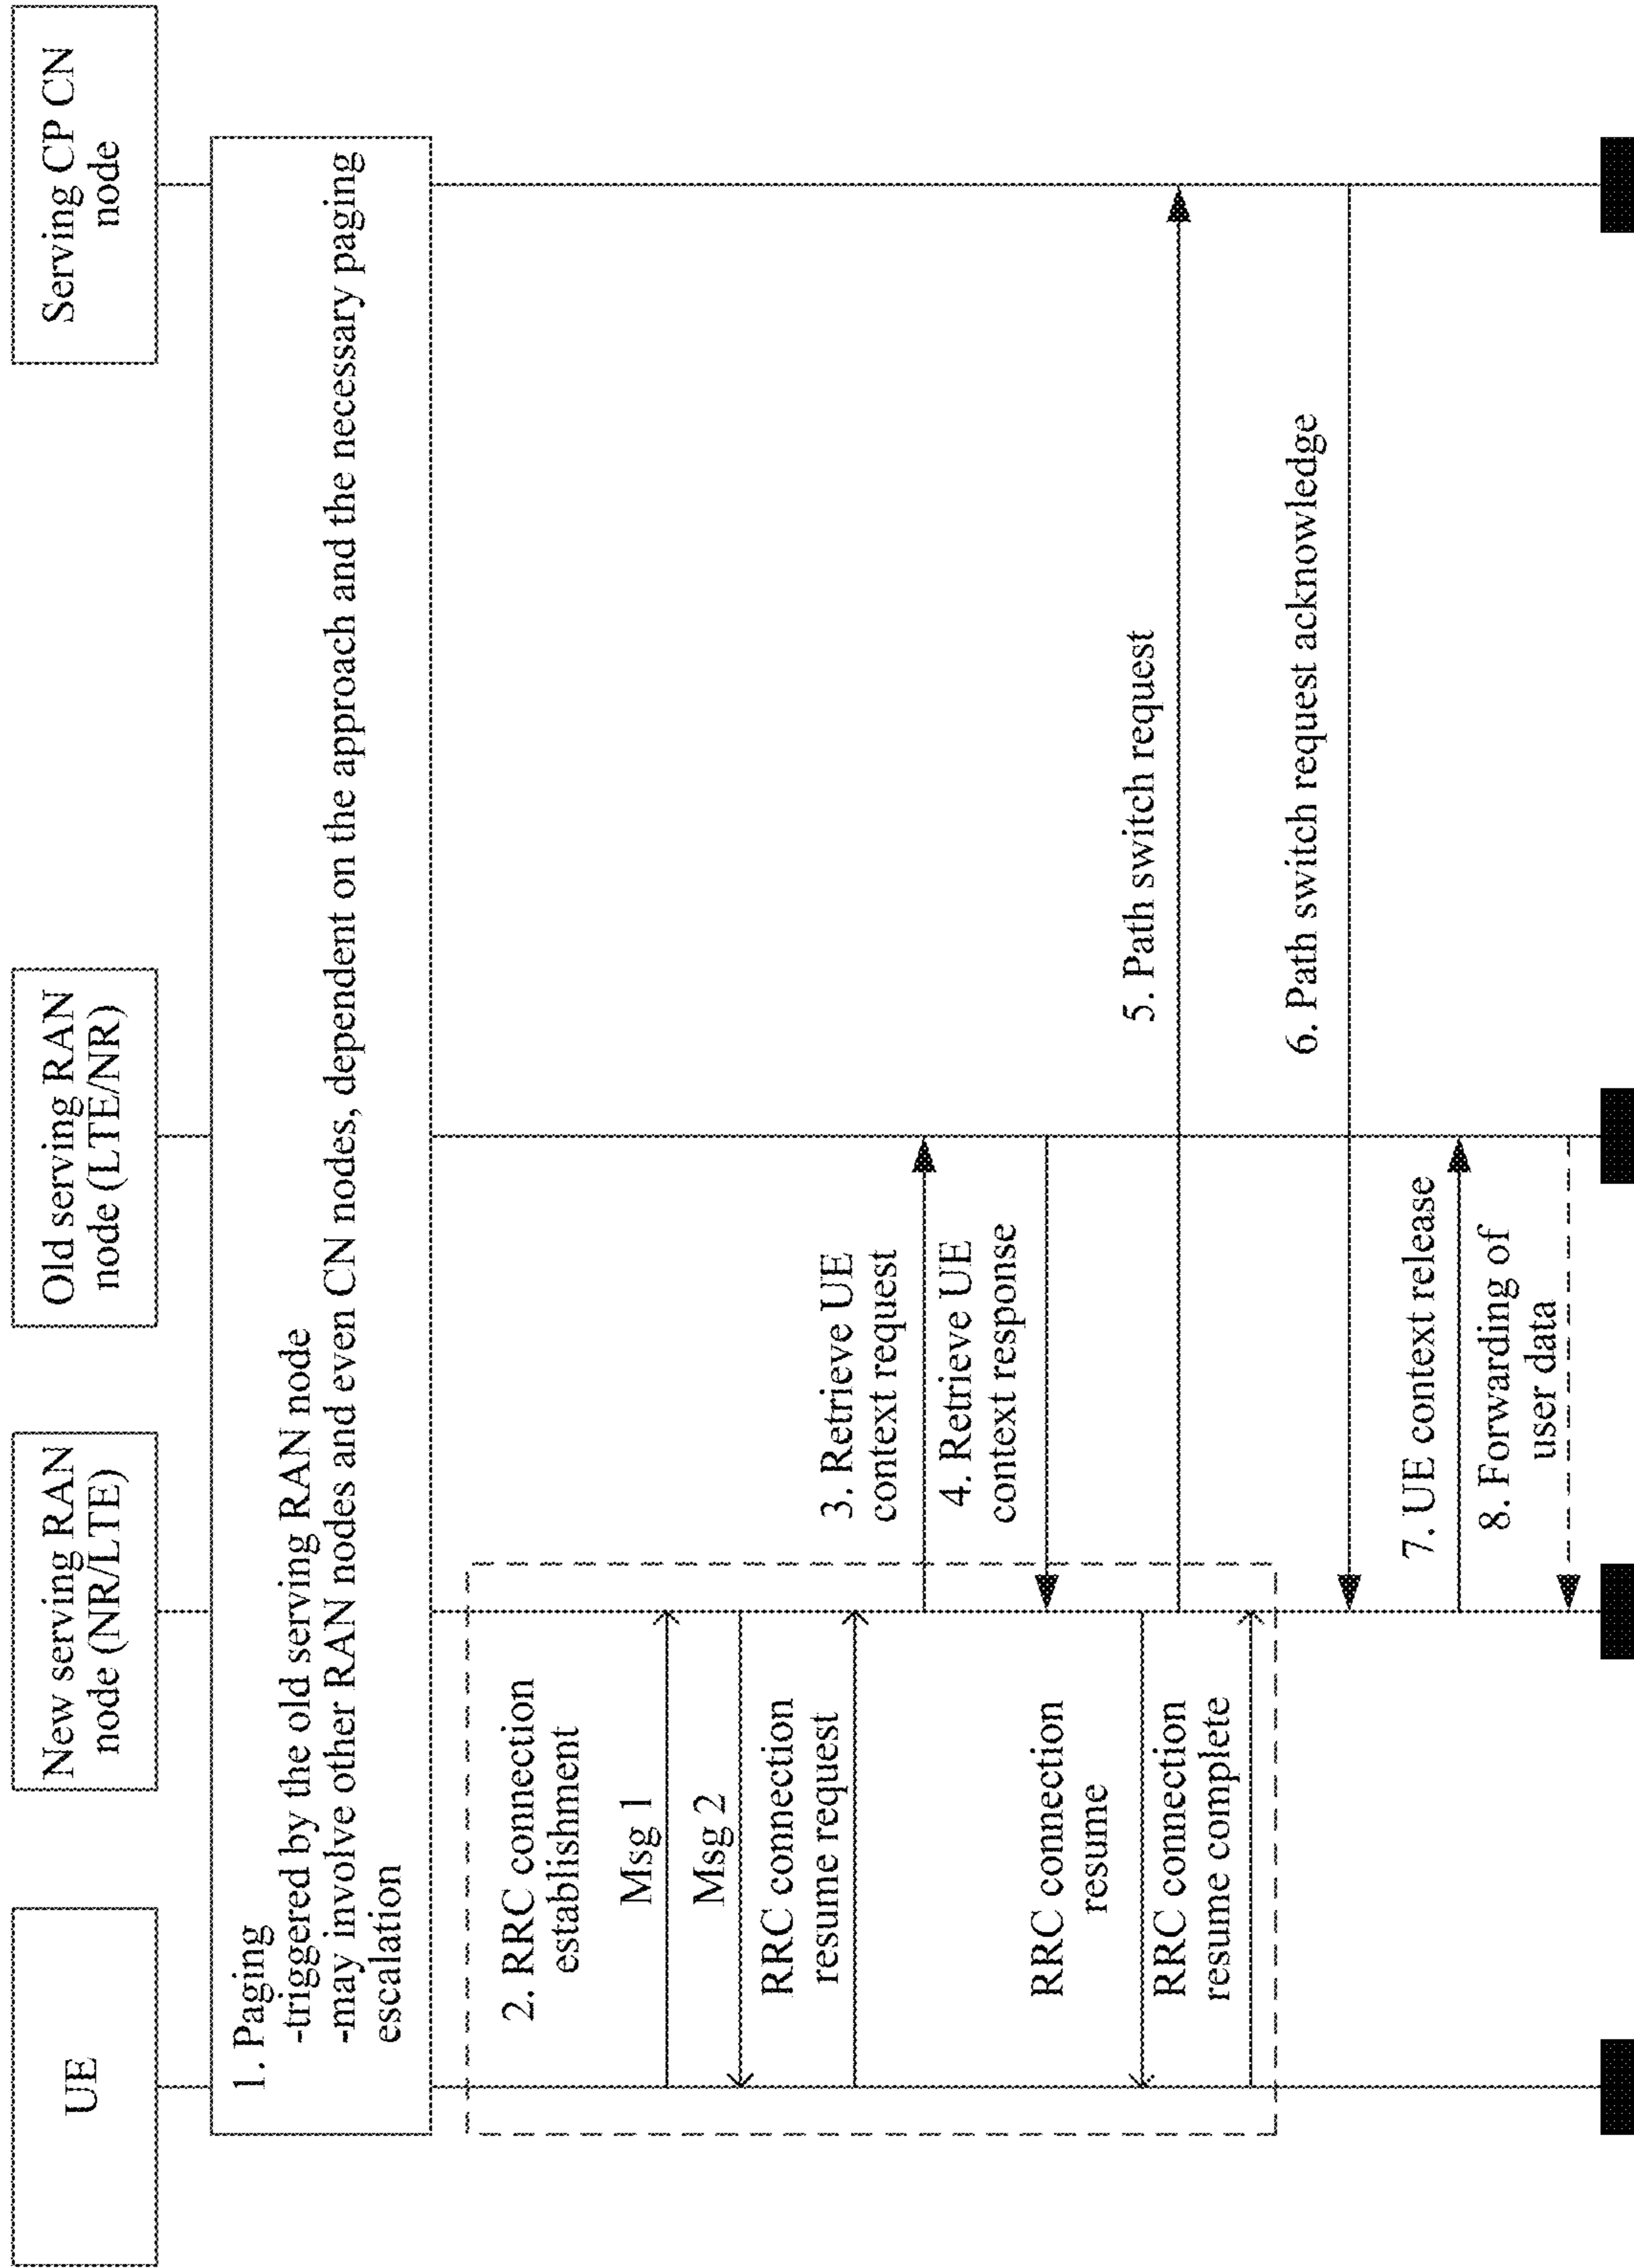 UE
New serving RAN
node (NR/LTE)
Old serving RAN
node (LTE/NR)
Serving CP CN
node
1. Paging
-triggered by the old serving RAN node
-may involve other RAN nodes and even CN nodes, dependent on the approach and the necessary paging
escalation
2. RRC connection
establishment
Msg 1
Msg 2
RRC connection
resume request
3. Retrieve UE
context request
4. Retrieve UE
context response
RRC connection
resume
5. Path switch request
RRC connection
resume complete
6. Path switch request acknowledge
7. UE context release
8. Forwarding of
user data